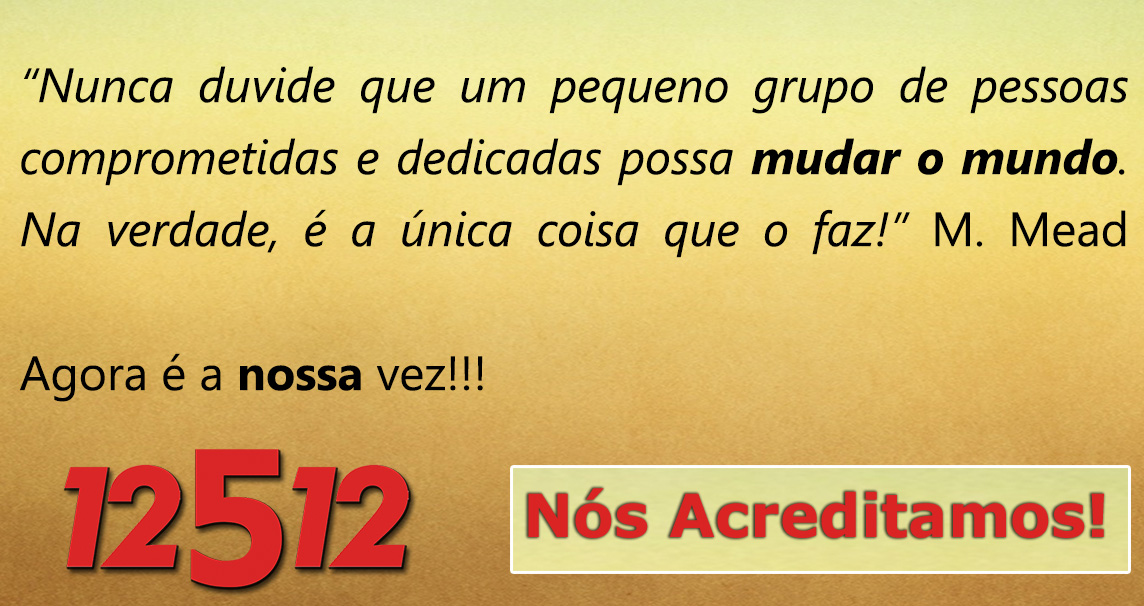 “Nunca duvide que um pequeno grupo de pessoas
comprometidas e dedicadas possa mudar o mundo.
Na verdade, é a única coisa que o faz!” M. Mead
Agora é a nossa vez!!!
12512
Nós Acreditamos!